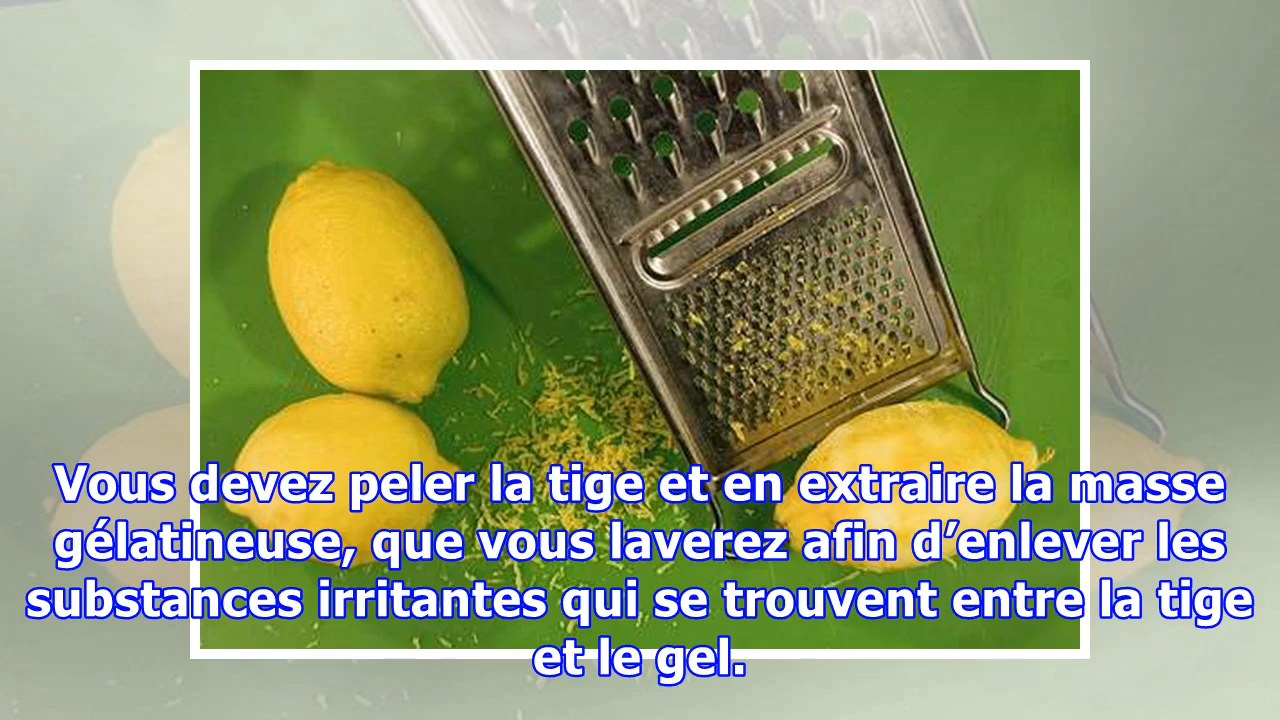 Vous devez peler la tige et en extraire la masse
gélatineuse, que vous laverez afin d’enlever les
substances irritantes qui se trouvent entre la tige
et le gel.